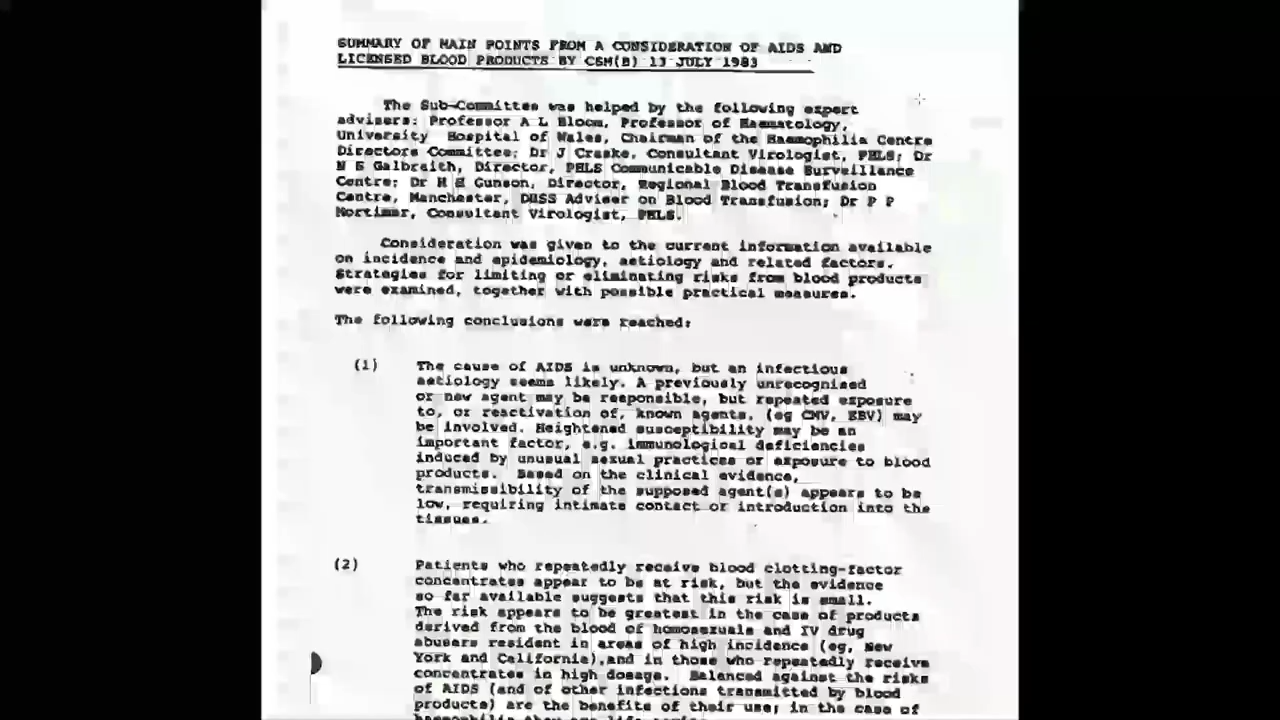 SUMMARY OF MAIN POINTS FROM A CONSIDERATION OF AIDS AND
LICENSED BLOOD PRODUCTS BY CSM(B) 13 JULY 1983
The Sub-Committee was helped by the following expert
advisers: Professor A L Bloom, Professor of Haematology,
University Hospital of Wales, Chairman of the Haemophilia Centre
Directors Committee; Dr J Craske, Consultant Virologist, PHLS; Dr
N S Galbraith, Director, PHLS Communicable Disease Surveillance
Centre; Dr H H Gunson, Director, Regional Blood Transfusion
Centre, Manchester, DHSS Adviser on Blood Transfusion; Dr P P
Mortimer, Consultant Virologist, PHLS.
Consideration was given to the current information available
on incidence and epidemiology, aetiology and related factors.
Strategies for limiting or eliminating risks from blood products
were examined, together with possible practical measures.
The following conclusions were reached:
(1) The cause of AIDS is unknown, but an infectious
aetiology seems likely. A previously unrecognised
or new agent may be responsible, but repeated exposure
to, or reactivation of, known agents, (eg CMV, EBV) may
be involved. Heightened susceptibility may be an
important factor, e.g. immunological deficiencies
induced by unusual sexual practices or exposure to blood
products. Based on the clinical evidence,
transmissibility of the supposed agent(s) appears to be
low, requiring intimate contact or introduction into the
tissues.
(2) Patients who repeatedly receive blood clotting-factor
concentrates appear to be at risk, but the evidence
so far available suggests that this risk is small.
The risk appears to be greatest in the case of products
derived from the blood of homosexuals and IV drug
abusers resident in areas of high incidence (eg, New
York and California),and in those who repeatedly receive
concentrates in high dosage. Balanced against the risks
of AIDS (and of other infections transmitted by blood
products) are the benefits of their use; in the case of